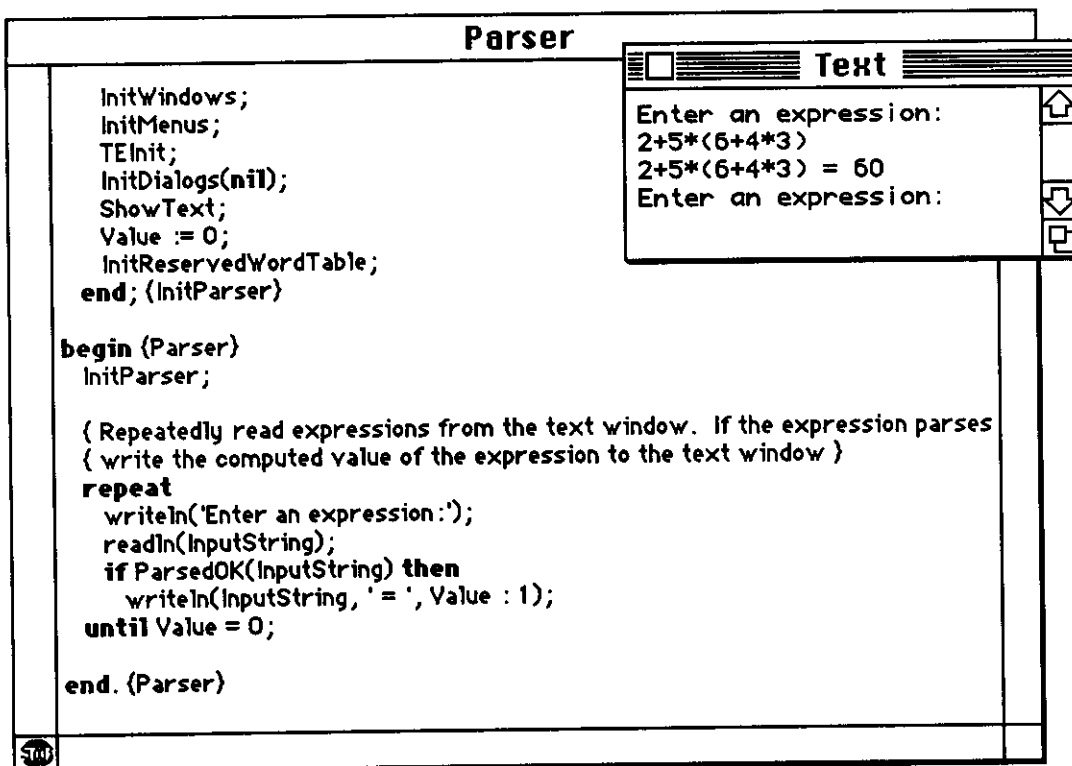 Parser
InitWindows;
InitMenus;
TEInit;
InitDialogs(nil);
ShowText;
Value := 0;
InitReservedWordTable;
end; {InitParser}
begin {Parser}
InitParser;
{ Repeatedly read expressions from the text window. If the expression parses
{ write the computed value of the expression to the text window }
repeat
writeln('Enter an expression:');
readln(InputString);
if ParsedOK(InputString) then
writeln(InputString, ' = ', Value : 1);
until Value = 0;
end. {Parser}
Text
Enter an expression:
2+5*(6+4*3)
2+5*(6+4*3) = 60
Enter an expression: